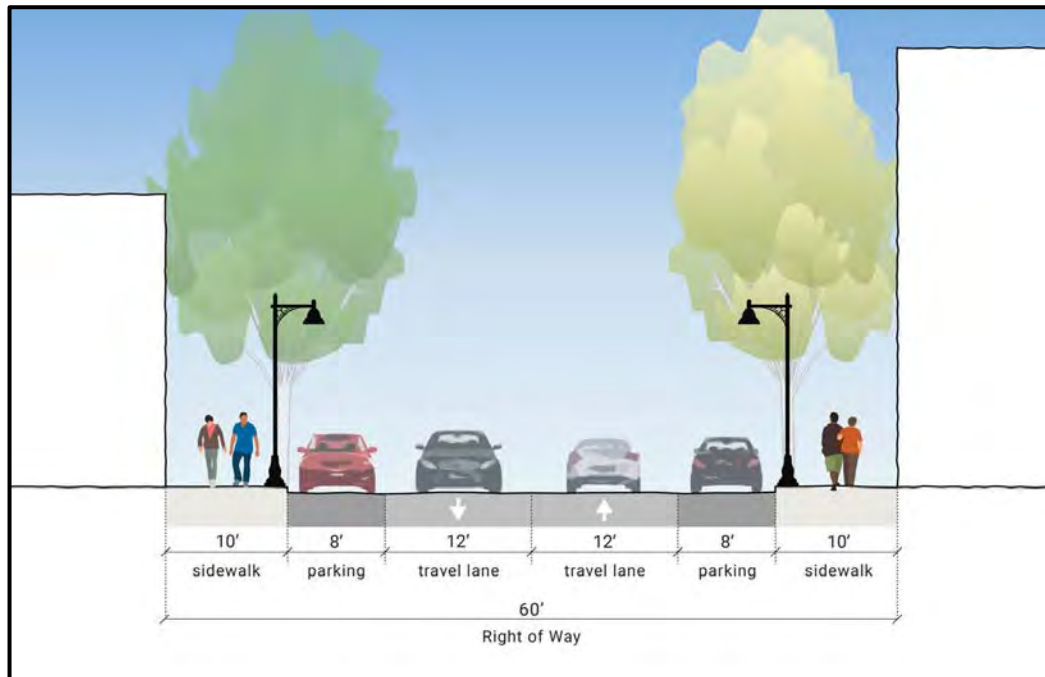 10’ 8’ 12’ 12’ 8’ 10’
sidewalk parking travel lane travel lane parking sidewalk
60’
Right of Way